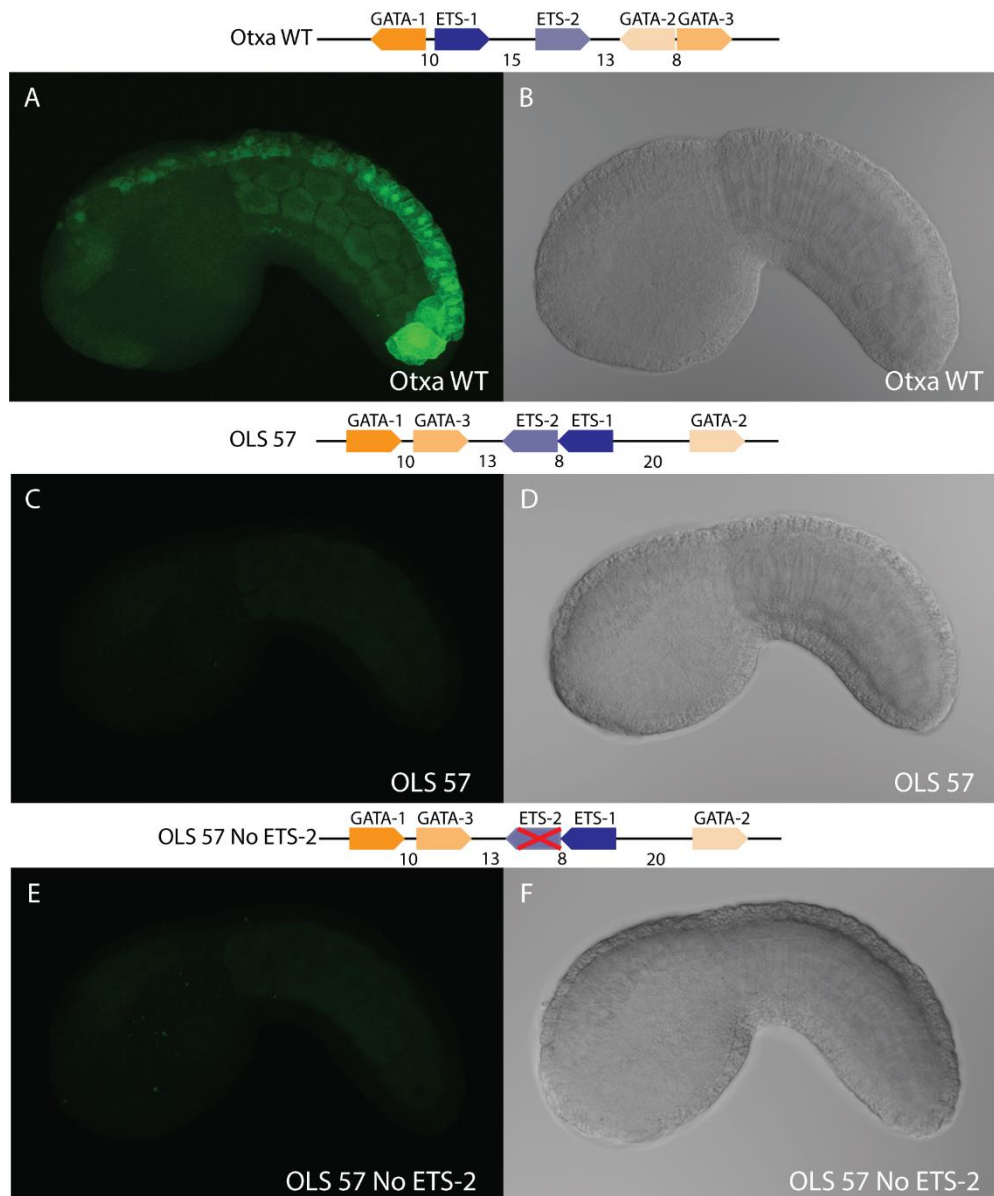 GATA-1 ETS-1 ETS-2 GATA-2 GATA-3
Otxa WT
10 15 13 8
A
B
Otxa WT
Otxa WT
GATA-1 GATA-3 ETS-2 ETS-1 GATA-2
OLS 57
10 13 8 20
C
D
OLS 57
OLS 57
GATA-1 GATA-3 ETS-2 ETS-1 GATA-2
OLS 57 No ETS-2
10 13 8 20
E
F
OLS 57 No ETS-2
OLS 57 No ETS-2